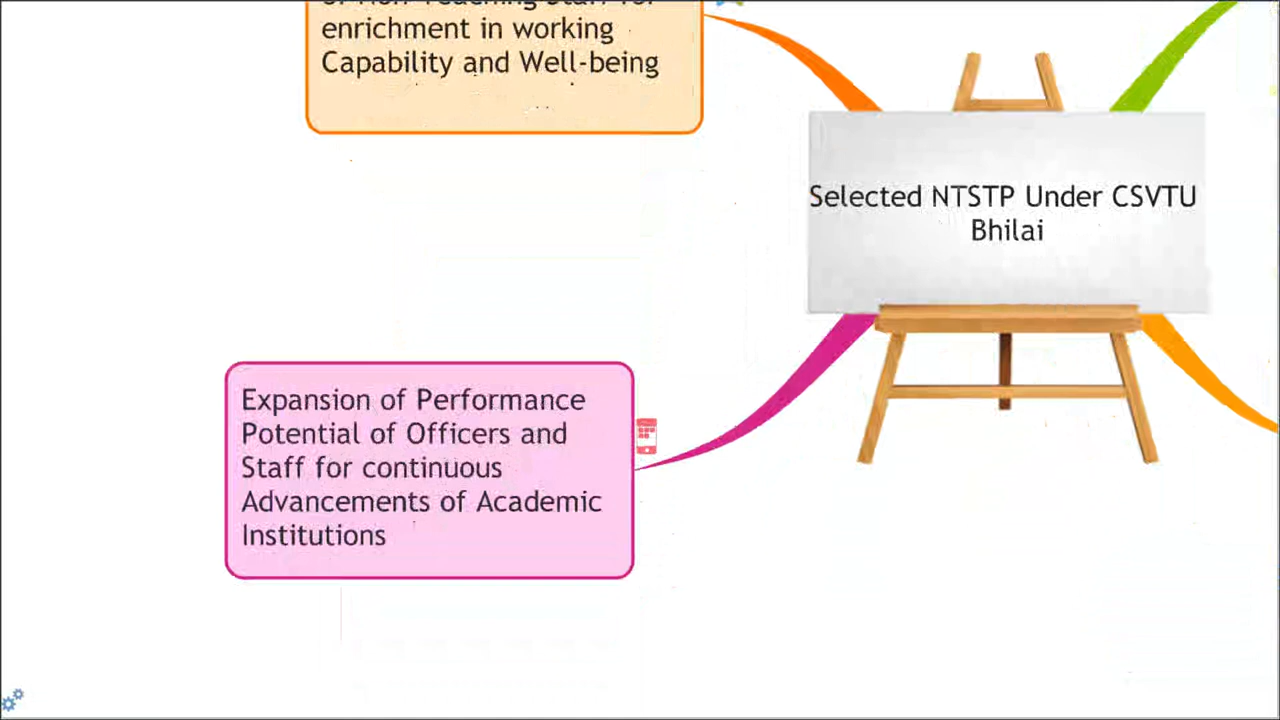 enrichment in working
Capability and Well-being
Selected NTSTP Under CSVTU
Bhilai
Expansion of Performance
Potential of Officers and
Staff for continuous
Advancements of Academic
Institutions